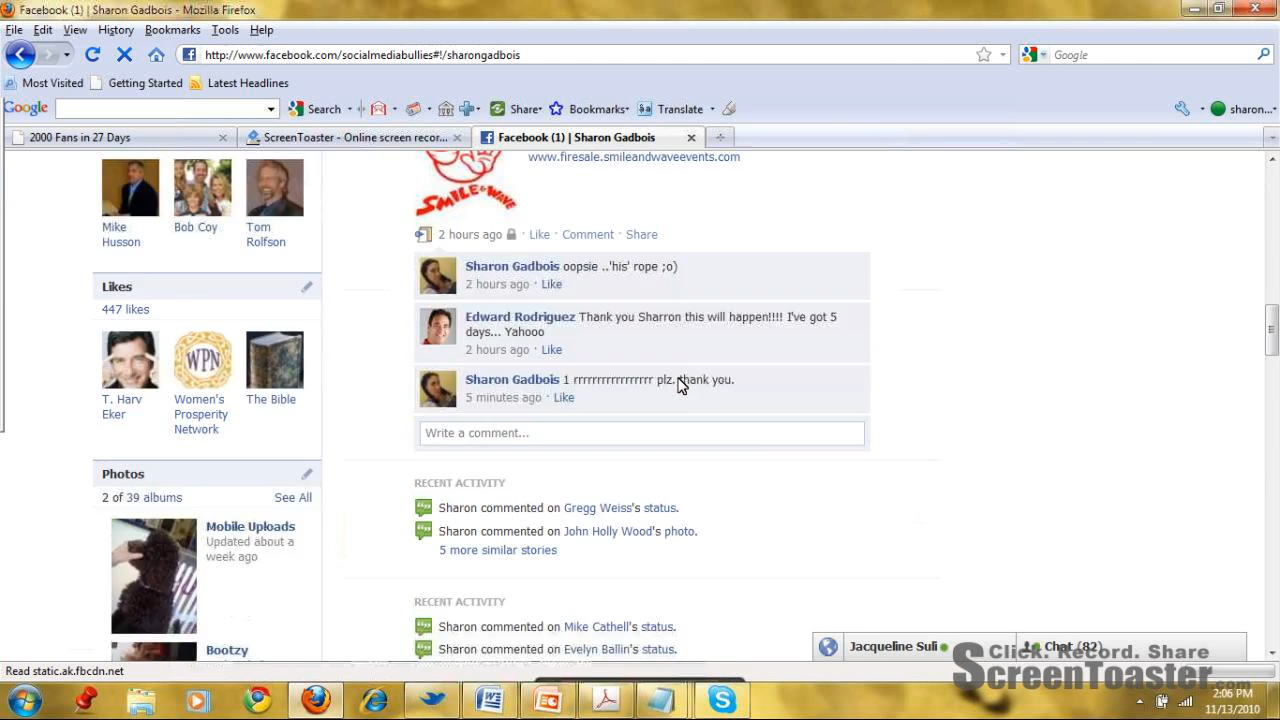 Facebook (1) | Sharon Gadbois - Mozilla Firefox
File Edit View History Bookmarks Tools Help
http://www.facebook.com/socialmediabullies#!/sharongadbois
Google
Most Visited Getting Started Latest Headlines
Google Search Share Bookmarks Translate sharon...
2000 Fans in 27 Days ScreenToaster - Online screen recor... Facebook (1) | Sharon Gadbois
www.firesale.smileandwaveevents.com
SMILE & WAVE
Mike Husson
Bob Coy
Tom Rolfson
2 hours ago · Like · Comment · Share
Sharon Gadbois oopsie ..'his' rope ;o)
2 hours ago · Like
Likes
447 likes
Edward Rodriguez Thank you Sharron this will happen!!!! I've got 5
days... Yahooo
2 hours ago · Like
WPN
T. Harv Eker
Women's Prosperity Network
The Bible
Sharon Gadbois 1 rrrrrrrrrrrrrrrrr plz. thank you.
5 minutes ago · Like
Write a comment...
Photos
2 of 39 albums See All
Mobile Uploads
Updated about a
week ago
Bootzy
RECENT ACTIVITY
Sharon commented on Gregg Weiss's status.
Sharon commented on John Holly Wood's photo.
5 more similar stories
RECENT ACTIVITY
Sharon commented on Mike Cathell's status.
Sharon commented on Evelyn Ballin's status.
Jacqueline Suli Chat (82)
Click. Record. Share
ScreenToaster.com
Read static.ak.fbcdn.net
2:06 PM
11/13/2010